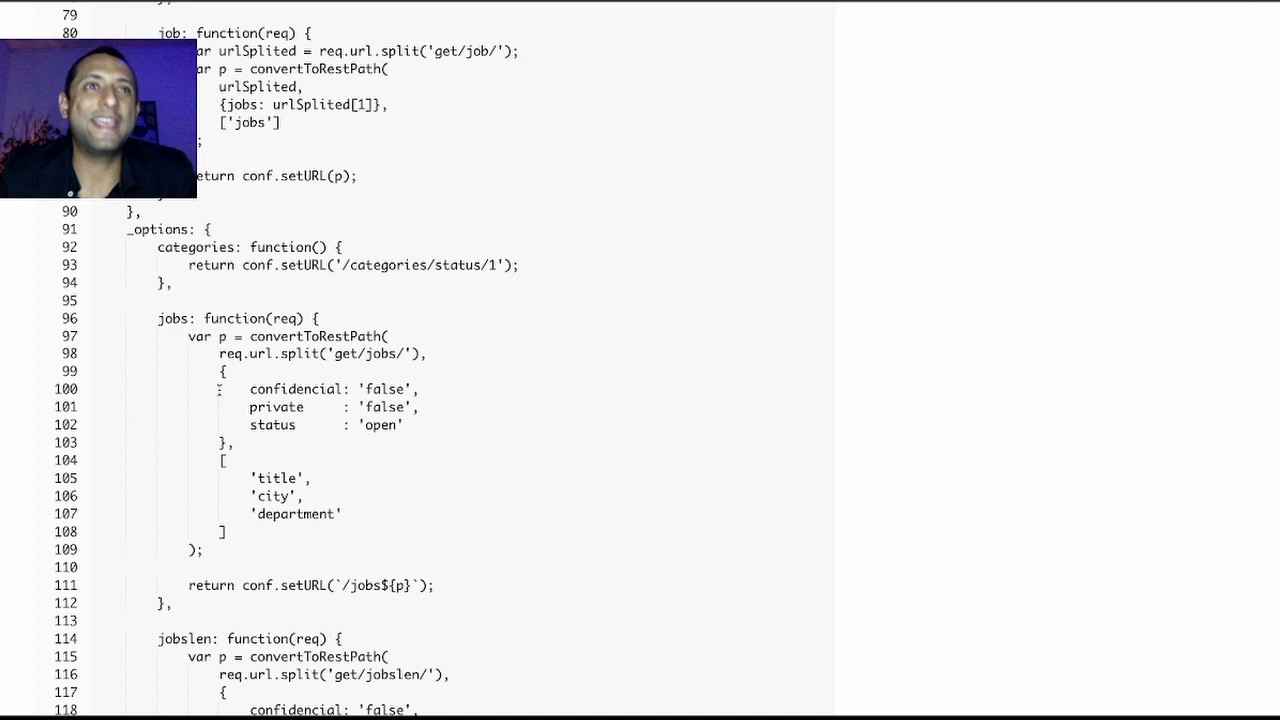 79
80 job: function(req) {
ar urlSplited = req.url.split('get/job/');
ar p = convertToRestPath(
urlSplited,
{jobs: urlSplited[1]},
['jobs']
;
eturn conf.setURL(p);
90 },
91 _options: {
92 categories: function() {
93 return conf.setURL('/categories/status/1');
94 },
95
96 jobs: function(req) {
97 var p = convertToRestPath(
98 req.url.split('get/jobs/'),
99 {
100 confidencial: 'false',
101 private : 'false',
102 status : 'open'
103 },
104 [
105 'title',
106 'city',
107 'department'
108 ]
109 );
110
111 return conf.setURL(`/jobs${p}`);
112 },
113
114 jobslen: function(req) {
115 var p = convertToRestPath(
116 req.url.split('get/jobslen/'),
117 {
118 confidencial: 'false',